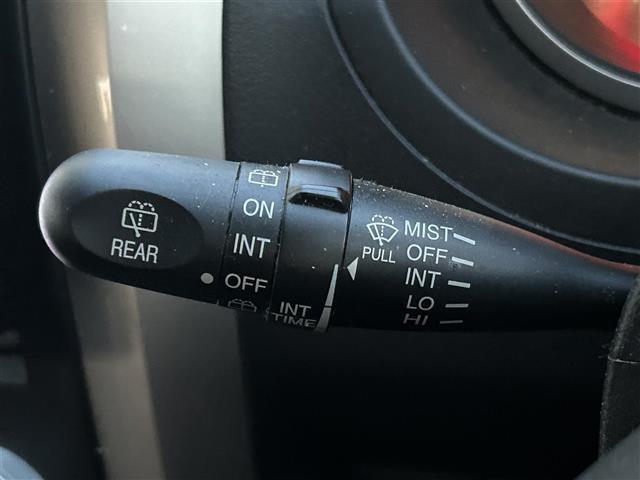 REAR
ON
INT
OFF
INT
TIME
PULL
MIST
OFF
INT
LO
HI